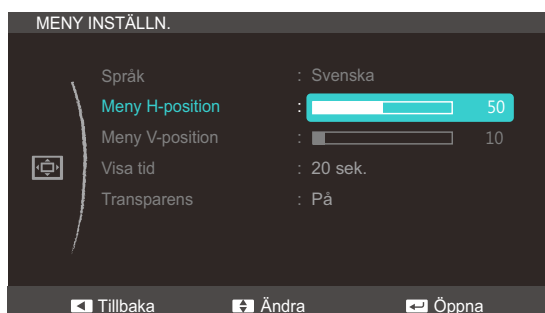 MENY INSTÄLLN.
Språk : Svenska
Meny H-position : 50
Meny V-position : 10
Visa tid : 20 sek.
Transparens : På
Tillbaka Ändra Öppna